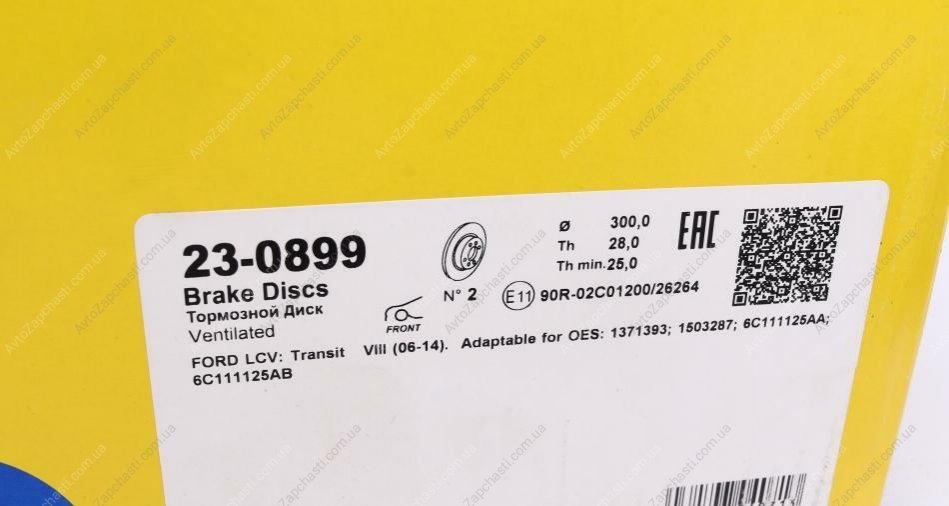 23-0899
Brake Discs
Тормозной Диск
Ventilated
FRONT
N° 2
Ø 300,0
Th 28,0
Th min. 25,0
EAC
E11 90R-02C01200/26264
FORD LCV: Transit VIII (06-14). Adaptable for OES: 1371393; 1503287; 6C111125AA;
6C111125AB
AvtoZapchasti.com.ua